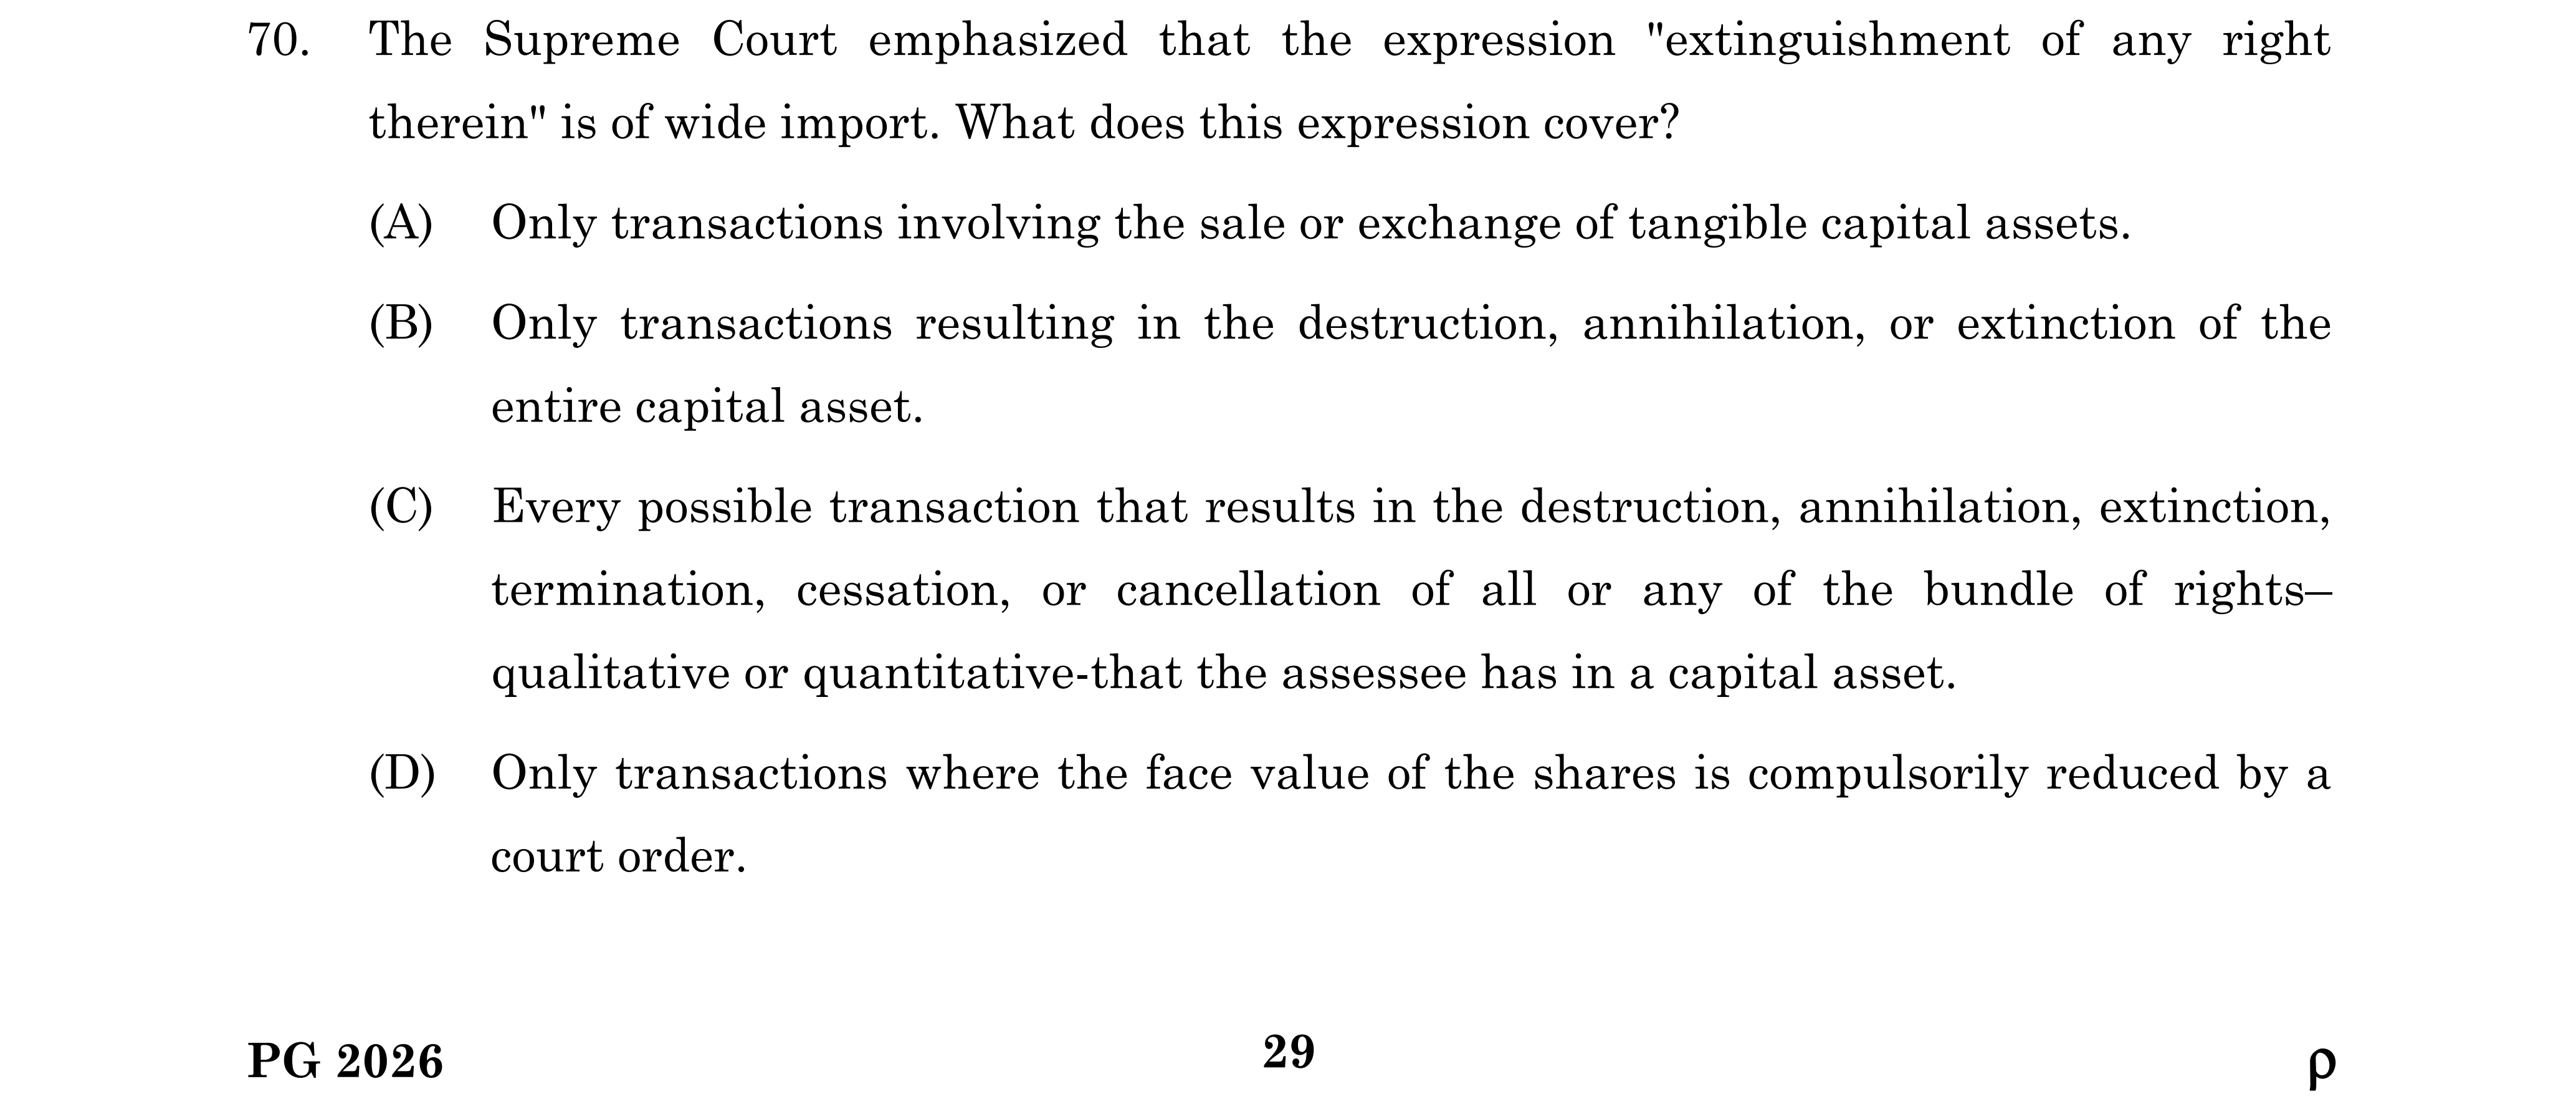 70. The Supreme Court emphasized that the expression "extinguishment of any right
therein" is of wide import. What does this expression cover?
(A) Only transactions involving the sale or exchange of tangible capital assets.
(B) Only transactions resulting in the destruction, annihilation, or extinction of the
entire capital asset.
(C) Every possible transaction that results in the destruction, annihilation, extinction,
termination, cessation, or cancellation of all or any of the bundle of rights–
qualitative or quantitative-that the assessee has in a capital asset.
(D) Only transactions where the face value of the shares is compulsorily reduced by a
court order.
PG 2026 29 ρ